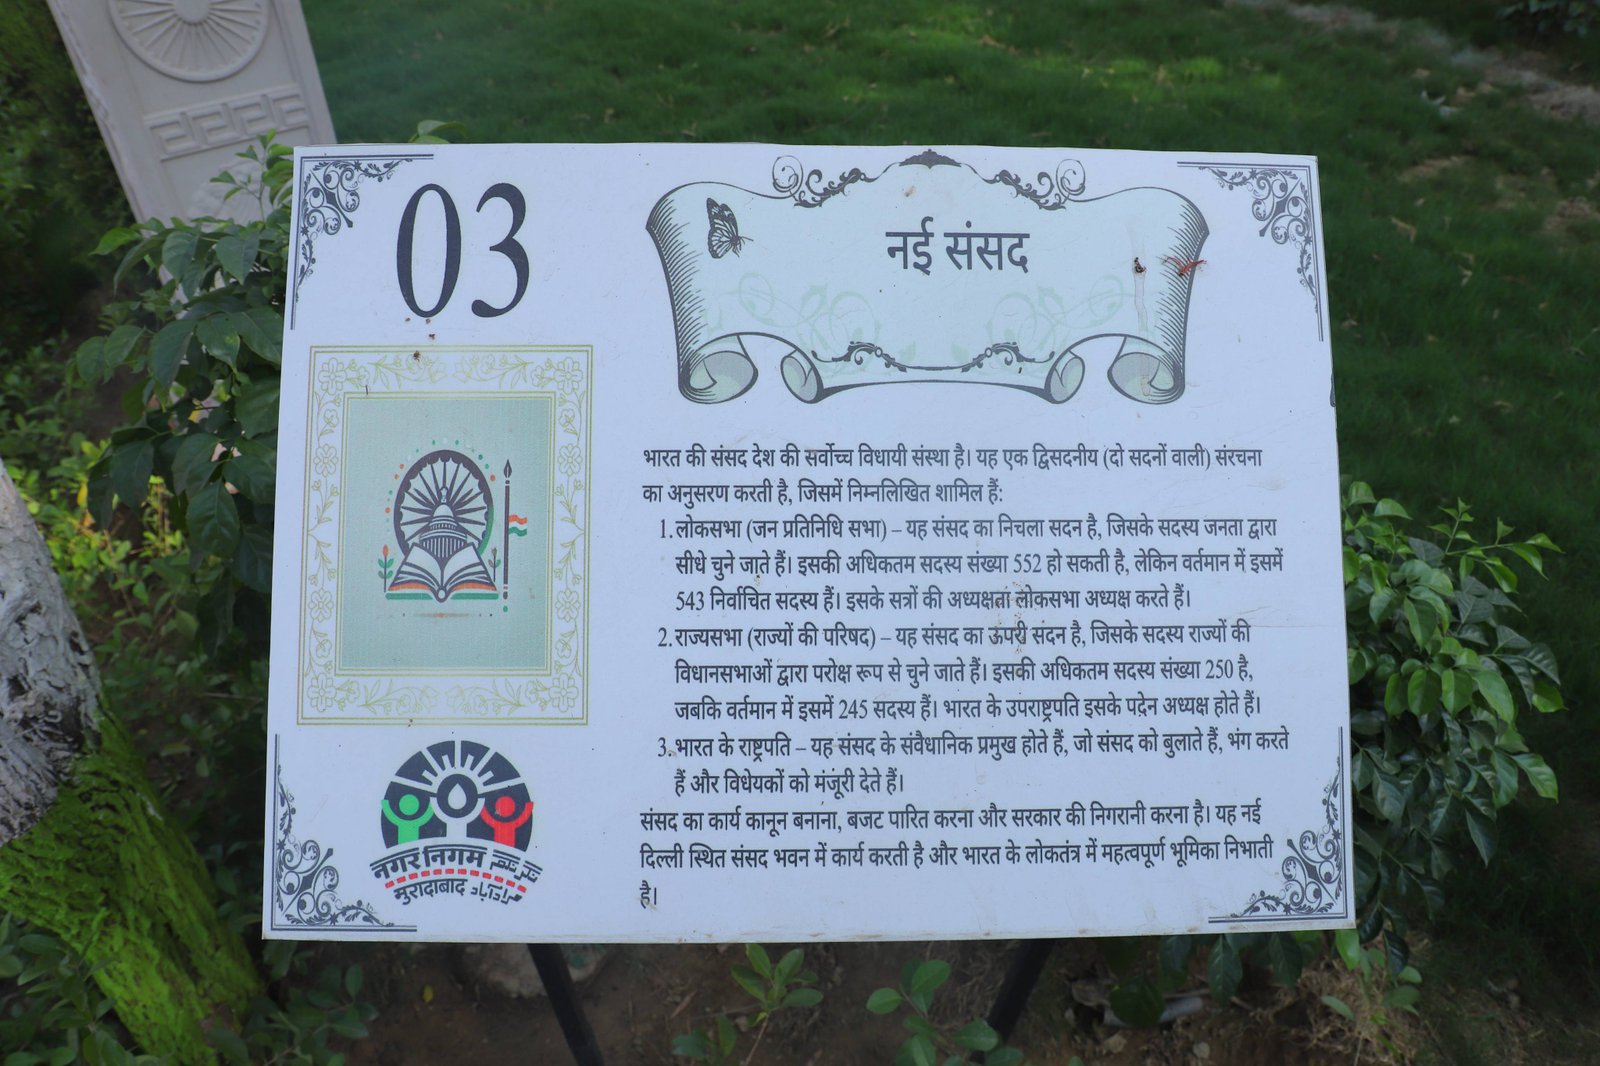 03
नई संसद
भारत की संसद देश की सर्वोच्च विधायी संस्था है। यह एक द्विसदनीय (दो सदनों वाली) संरचना
का अनुसरण करती है, जिसमें निम्नलिखित शामिल हैं:
1. लोकसभा (जन प्रतिनिधि सभा) – यह संसद का निचला सदन है, जिसके सदस्य जनता द्वारा
सीधे चुने जाते हैं। इसकी अधिकतम सदस्य संख्या 552 हो सकती है, लेकिन वर्तमान में इसमें
543 निर्वाचित सदस्य हैं। इसके सत्रों की अध्यक्षता लोकसभा अध्यक्ष करते हैं।
2. राज्यसभा (राज्यों की परिषद) – यह संसद का ऊपरी सदन है, जिसके सदस्य राज्यों की
विधानसभाओं द्वारा परोक्ष रूप से चुने जाते हैं। इसकी अधिकतम सदस्य संख्या 250 है,
जबकि वर्तमान में इसमें 245 सदस्य हैं। भारत के उपराष्ट्रपति इसके पदेन अध्यक्ष होते हैं।
3. भारत के राष्ट्रपति – यह संसद के संवैधानिक प्रमुख होते हैं, जो संसद को बुलाते हैं, भंग करते
हैं और विधेयकों को मंजूरी देते हैं।
संसद का कार्य कानून बनाना, बजट पारित करना और सरकार की निगरानी करना है। यह नई
दिल्ली स्थित संसद भवन में कार्य करती है और भारत के लोकतंत्र में महत्वपूर्ण भूमिका निभाती
है।
नगर निगम
मुरादाबाद مرادآباد